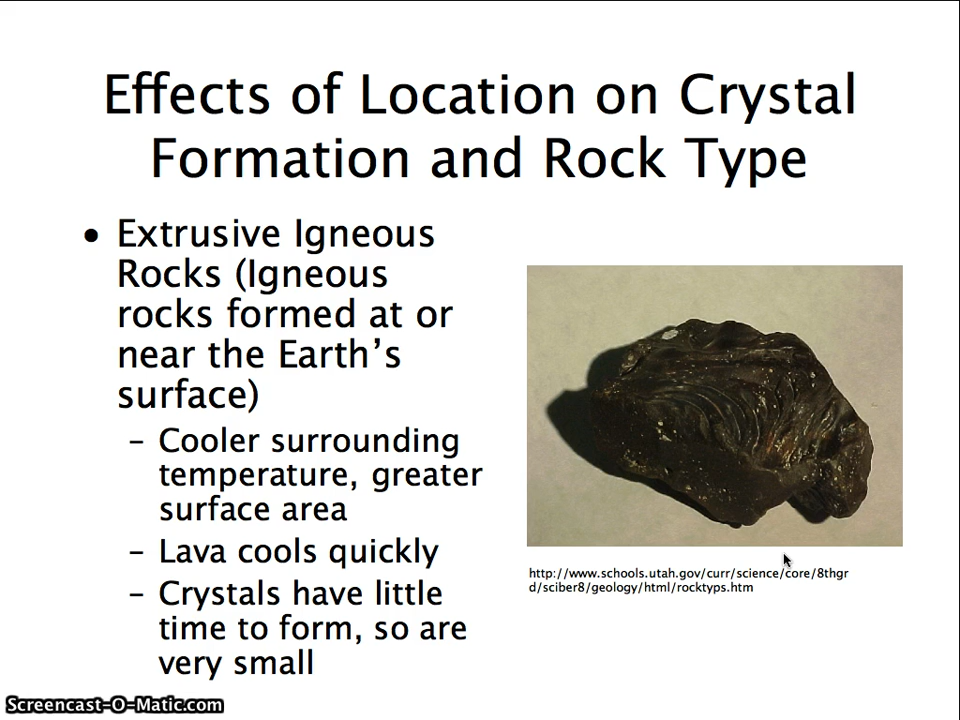 Effects of Location on Crystal
Formation and Rock Type
• Extrusive Igneous
Rocks (Igneous
rocks formed at or
near the Earth's
surface)
– Cooler surrounding
temperature, greater
surface area
– Lava cools quickly
– Crystals have little
time to form, so are
very small
http://www.schools.utah.gov/curr/science/core/8thgr
d/sciber8/geology/html/rocktyps.htm
Screencast-O-Matic.com